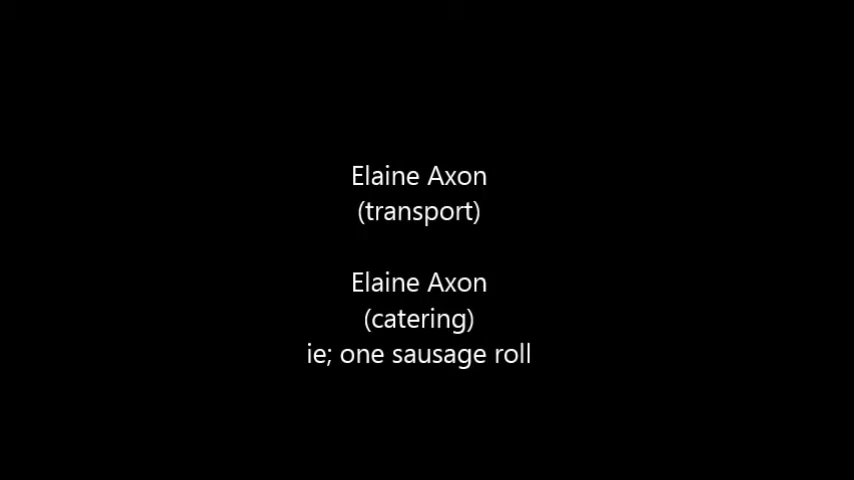 Elaine Axon
(transport)
Elaine Axon
(catering)
ie; one sausage roll